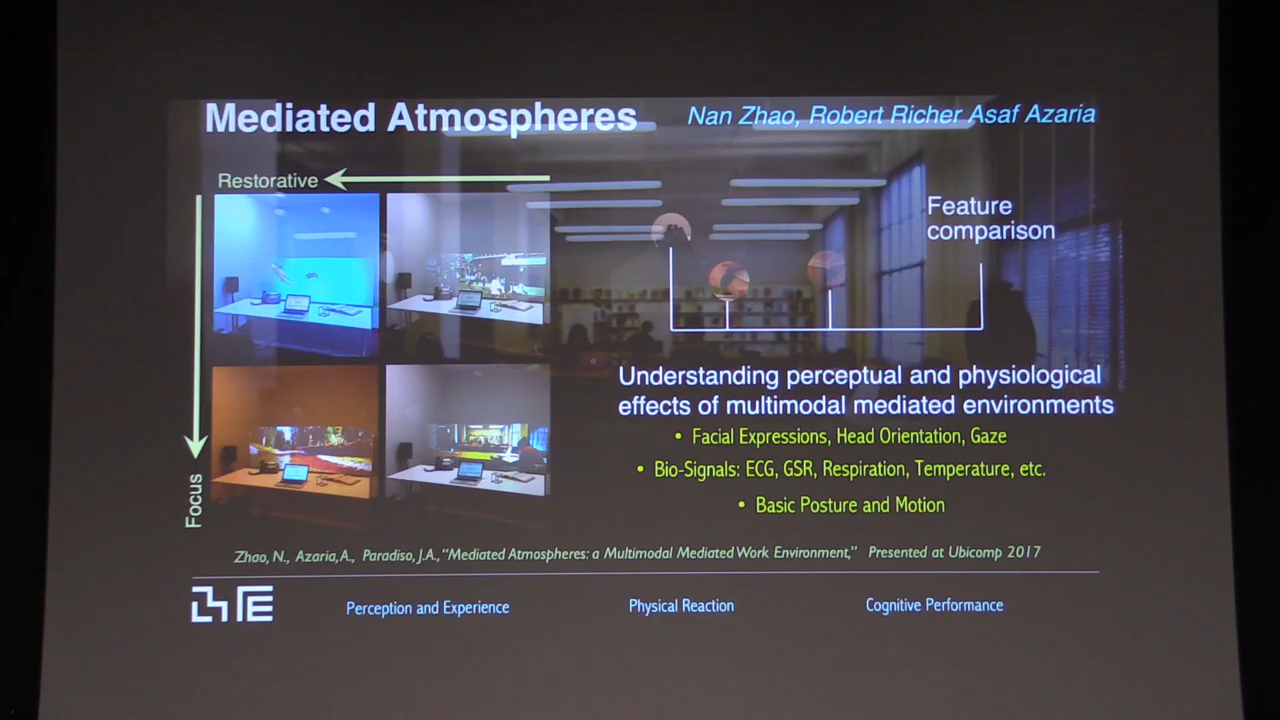 Mediated Atmospheres
Nan Zhao, Robert Richer Asaf Azaria
Restorative
Focus
Feature
comparison
Understanding perceptual and physiological
effects of multimodal mediated environments
• Facial Expressions, Head Orientation, Gaze
• Bio-Signals: ECG, GSR, Respiration, Temperature, etc.
• Basic Posture and Motion
Zhao, N., Azaria, A., Paradiso, J.A., “Mediated Atmospheres: a Multimodal Mediated Work Environment,” Presented at Ubicomp 2017
Perception and Experience
Physical Reaction
Cognitive Performance